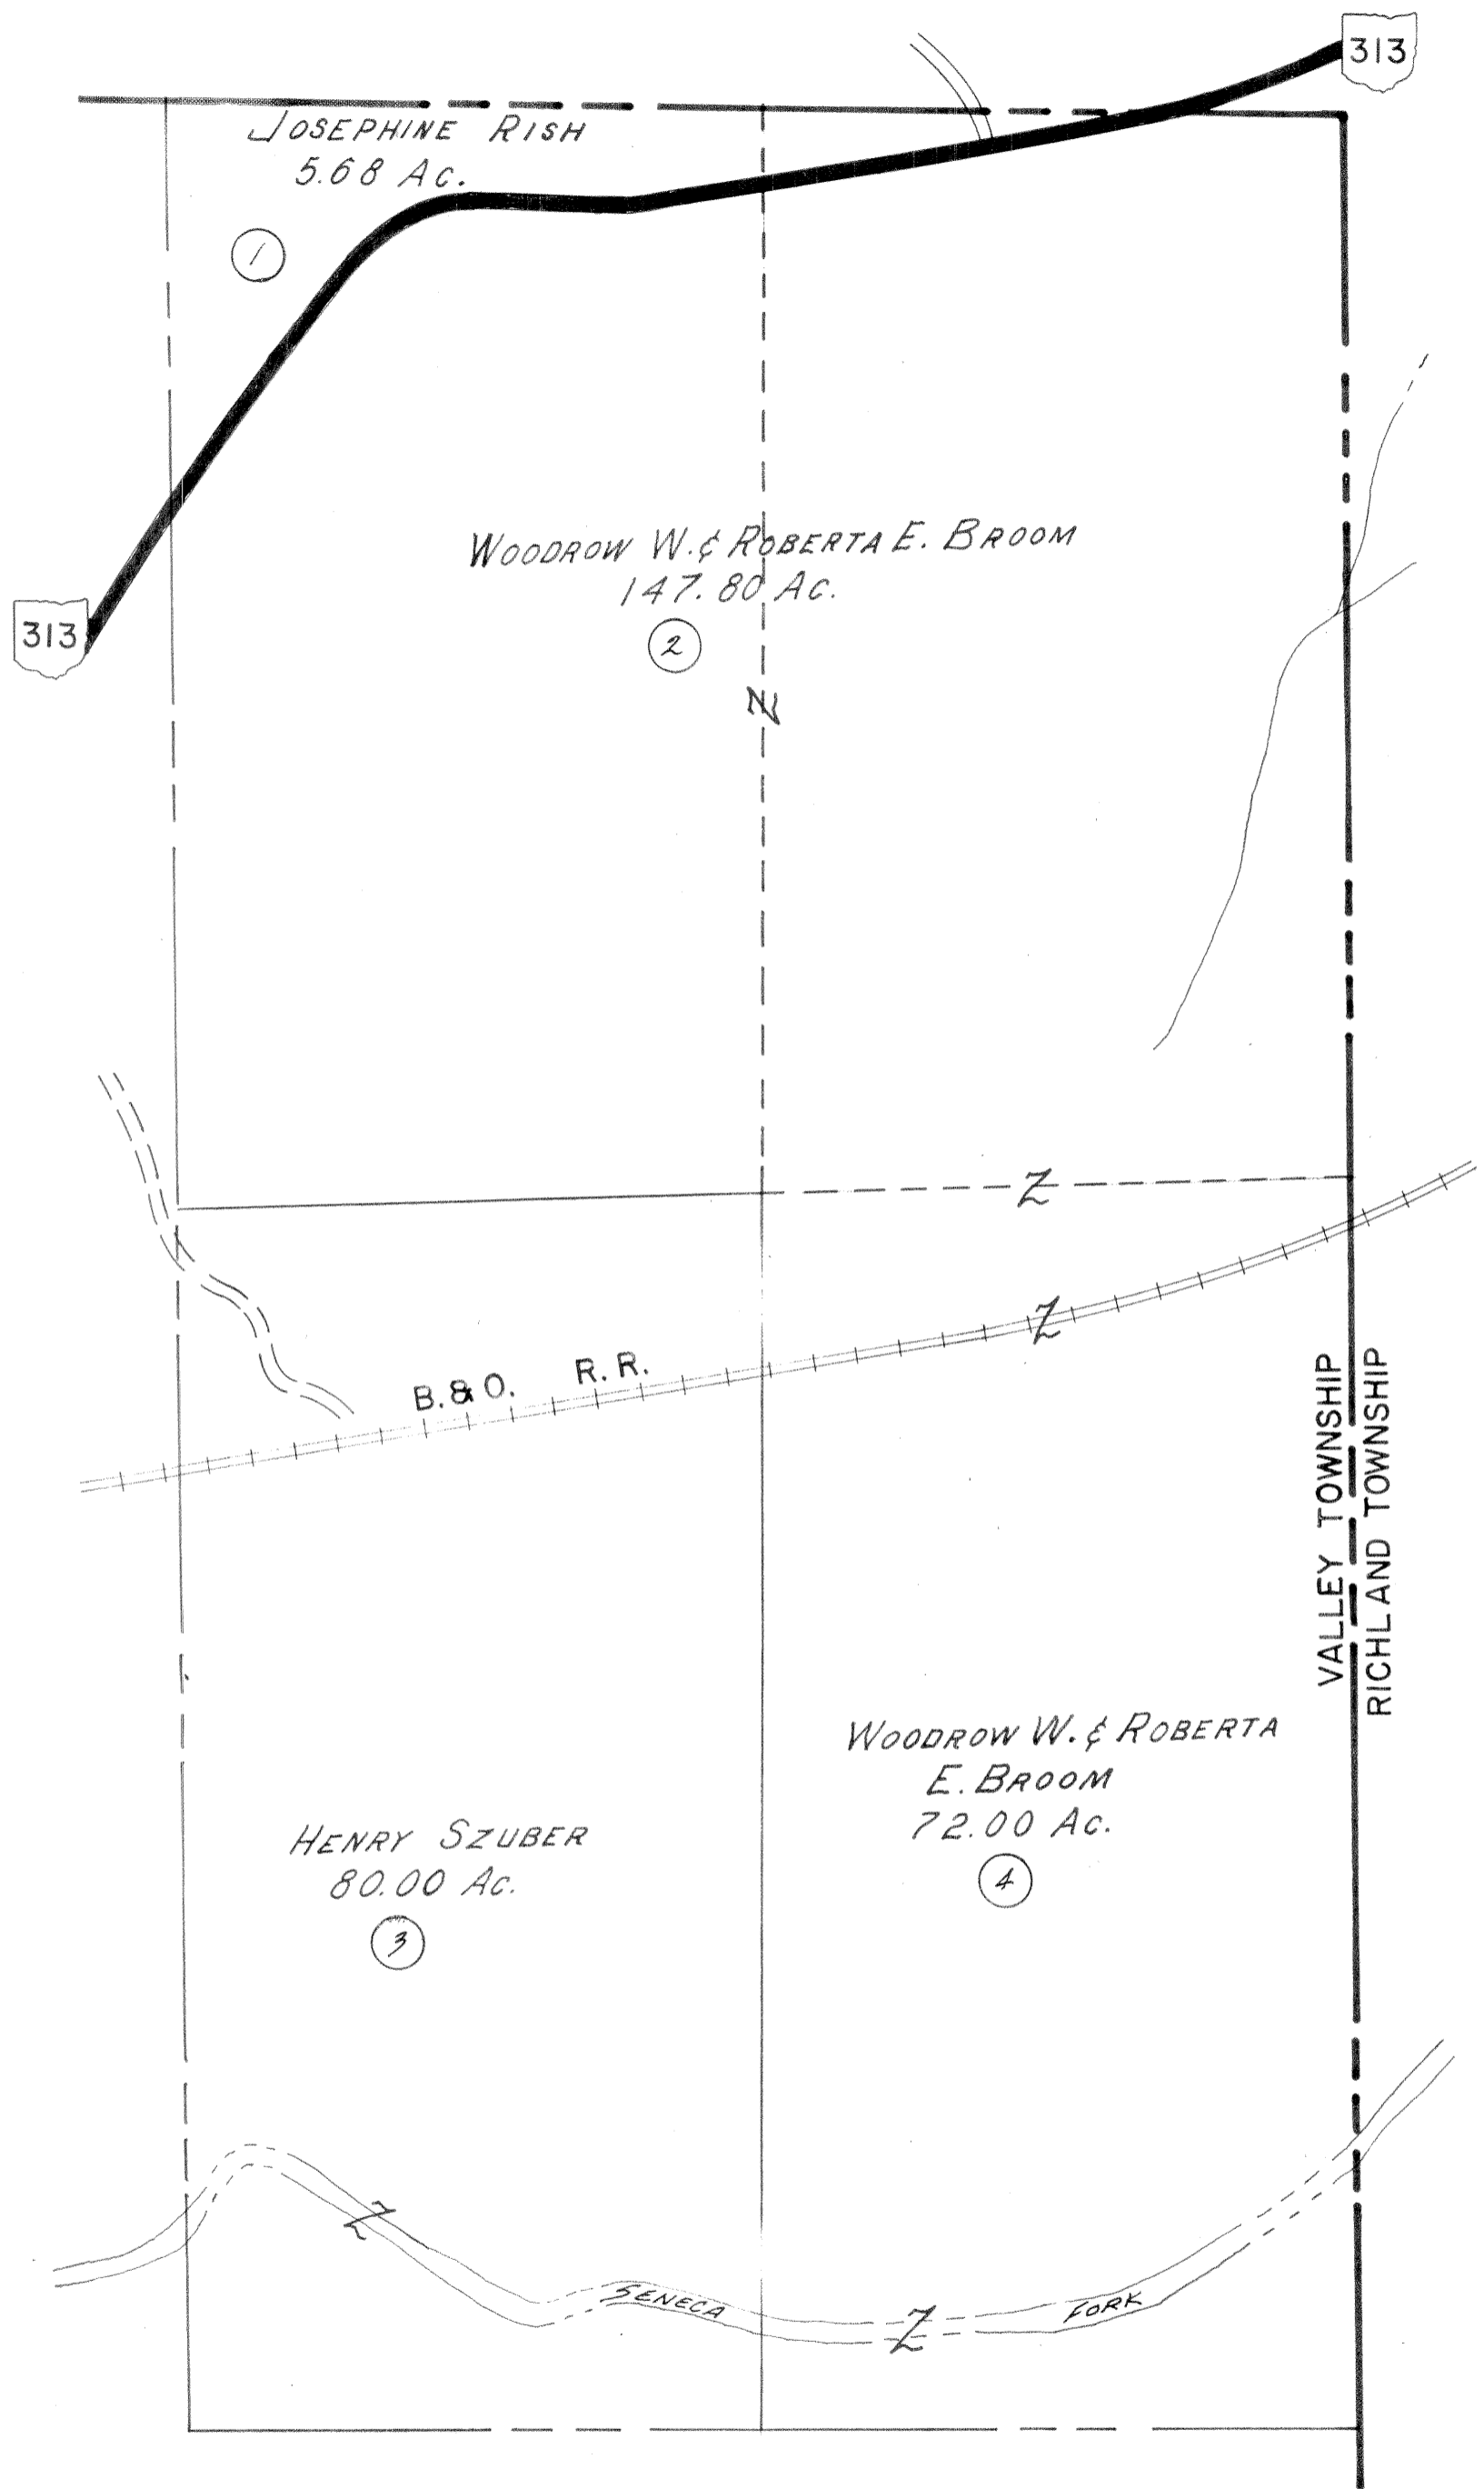 313
JOSEPHINE RISH
5.68 AC.
1
WOODROW W. & ROBERTA E. BROOM
147.80 AC.
2
313
Z
Z
Z
B. & O. R. R.
VALLEY TOWNSHIP
RICHLAND TOWNSHIP
WOODROW W. & ROBERTA
E. BROOM
72.00 AC.
4
HENRY SZUBER
80.00 AC.
3
Z
SENECA FORK
Z